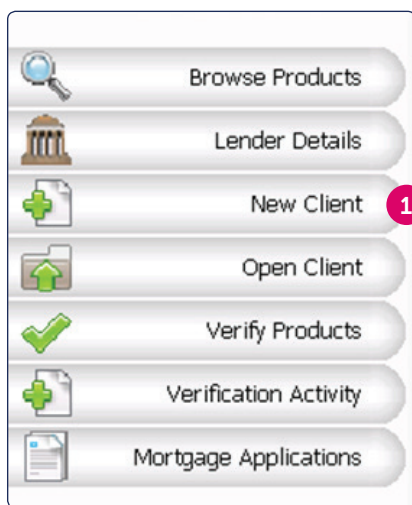 Browse Products
Lender Details
New Client 1
Open Client
Verify Products
Verification Activity
Mortgage Applications